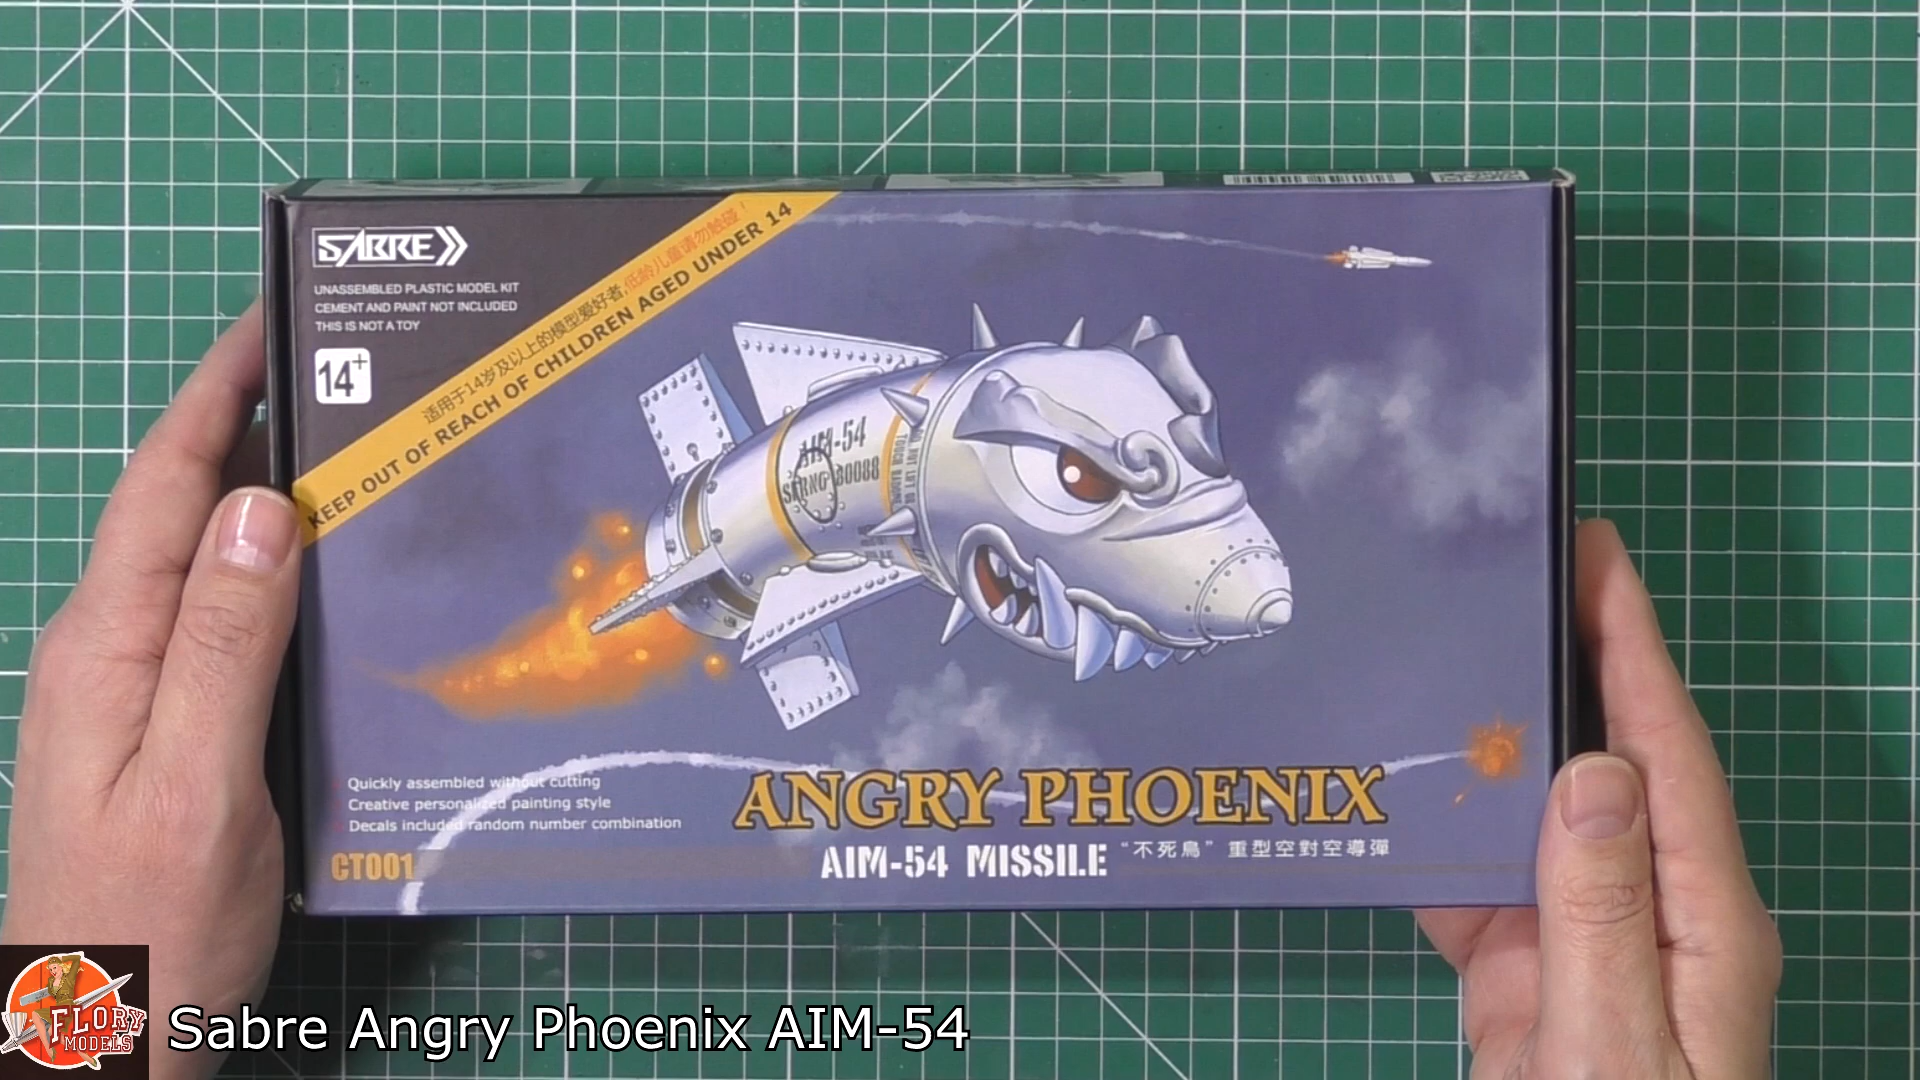 SABRE
UNASSEMBLED PLASTIC MODEL KIT
CEMENT AND PAINT NOT INCLUDED
THIS IS NOT A TOY
14+
适用于14岁及以上的模型爱好者,低龄儿童请勿触碰!
KEEP OUT OF REACH OF CHILDREN AGED UNDER 14
AIM-54
SERNO 80088
Quickly assembled without cutting
Creative personalized painting style
Decals included random number combination
CT001
ANGRY PHOENIX
AIM-54 MISSILE “不死鳥”重型空對空導彈
FLORY
MODELS
Sabre Angry Phoenix AIM-54